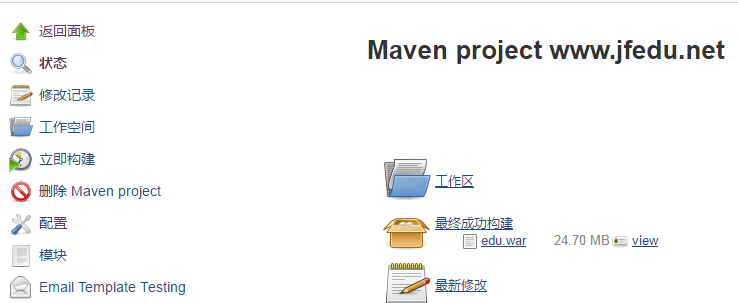 返回面板
状态
修改记录
工作空间
立即构建
删除 Maven project
配置
模块
Email Template Testing
Maven project www.jfedu.net
工作区
最终成功构建
edu.war 24.70 MB view
最新修改